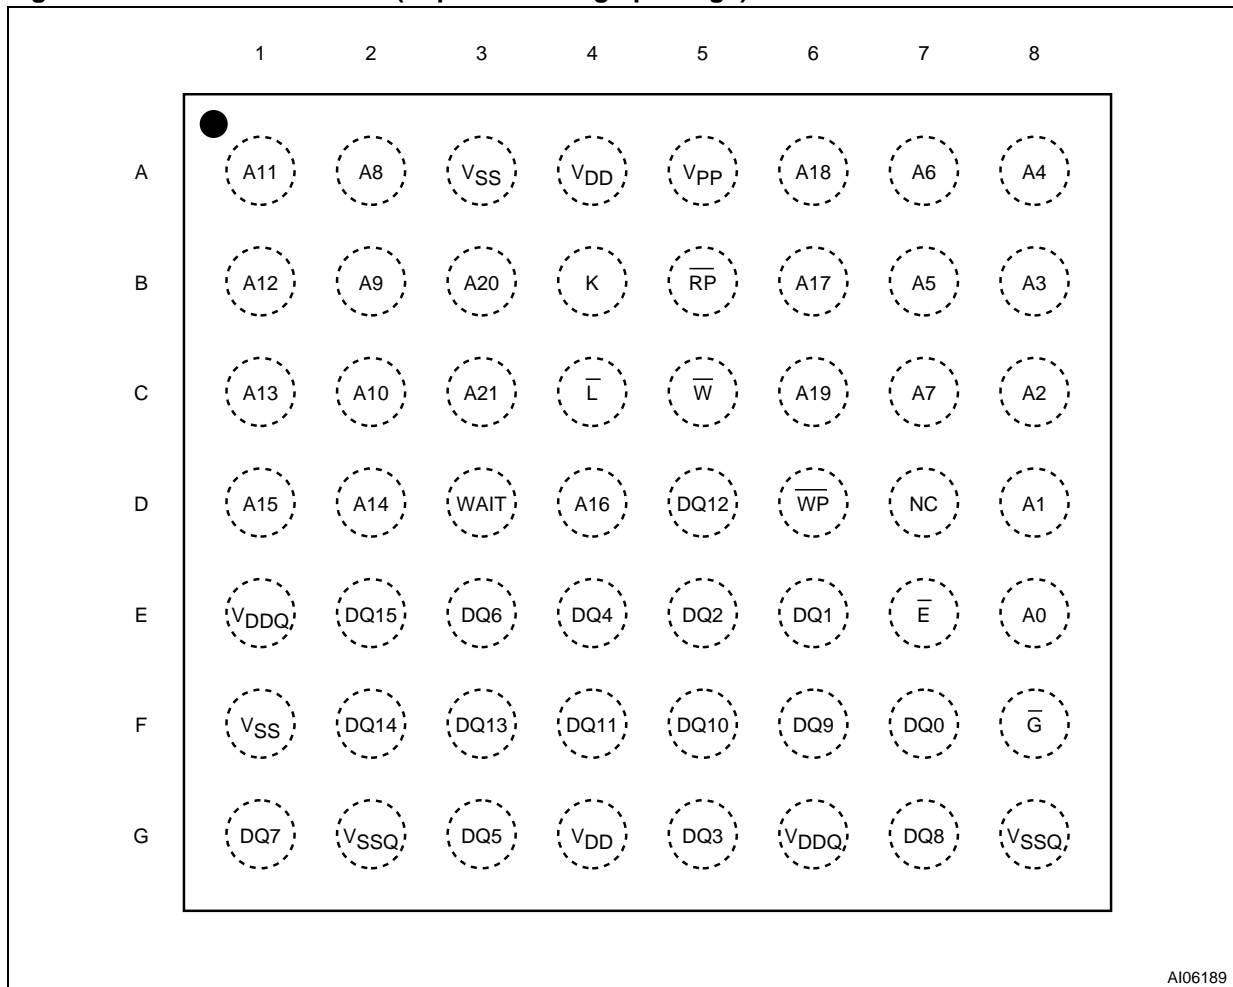 1 2 3 4 5 6 7 8
A A11 A8 VSS VDD VPP A18 A6 A4
B A12 A9 A20 K R̅P̅ A17 A5 A3
C A13 A10 A21 L̅ W̅ A19 A7 A2
D A15 A14 WAIT A16 DQ12 W̅P̅ NC A1
E VDDQ DQ15 DQ6 DQ4 DQ2 DQ1 E̅ A0
F VSS DQ14 DQ13 DQ11 DQ10 DQ9 DQ0 G̅
G DQ7 VSSQ DQ5 VDD DQ3 VDDQ DQ8 VSSQ
AI06189